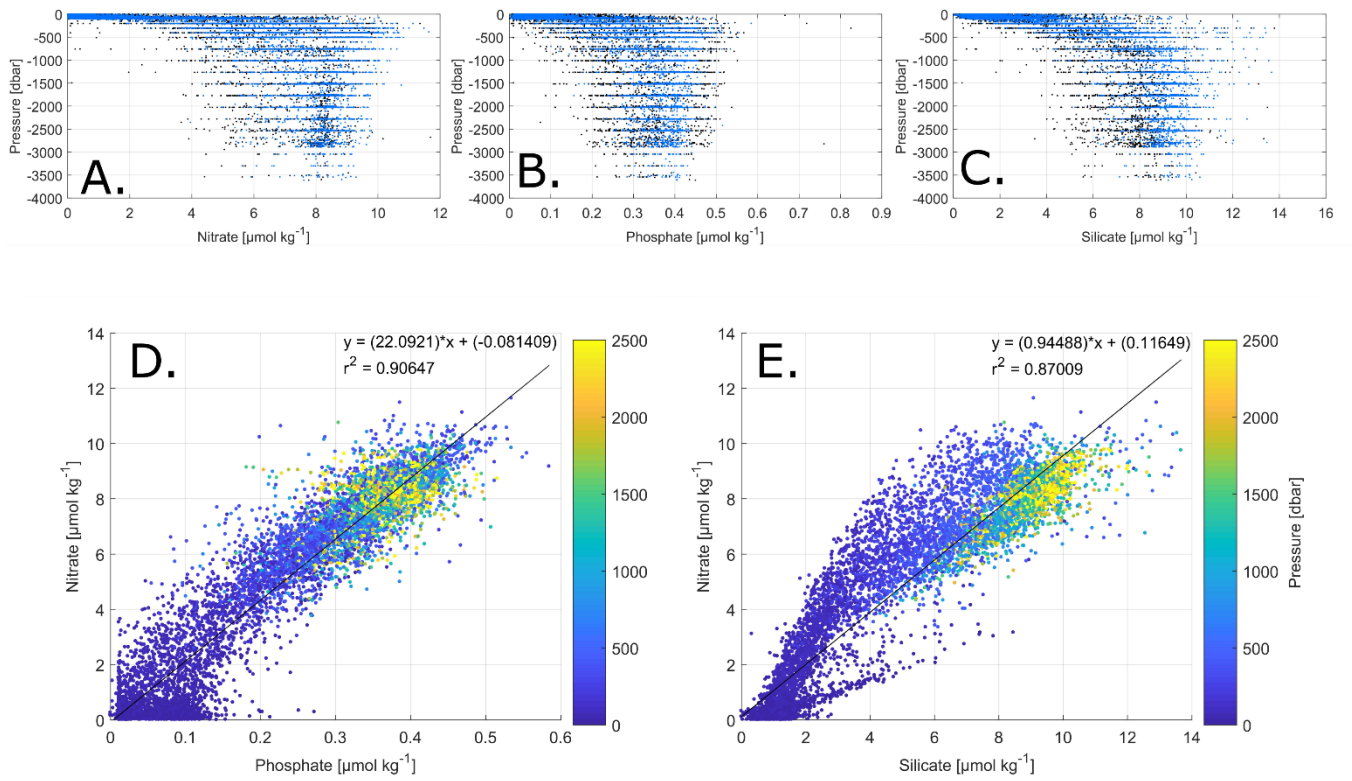 0
-500
-1000
-1500
-2000
-2500
-3000
-3500
-4000
Pressure [dbar]
A.
0 2 4 6 8 10 12
Nitrate [µmol kg⁻¹]
0
-500
-1000
-1500
-2000
-2500
-3000
-3500
-4000
Pressure [dbar]
B.
0 0.1 0.2 0.3 0.4 0.5 0.6 0.7 0.8 0.9
Phosphate [µmol kg⁻¹]
0
-500
-1000
-1500
-2000
-2500
-3000
-3500
-4000
Pressure [dbar]
C.
0 2 4 6 8 10 12 14 16
Silicate [µmol kg⁻¹]
D.
y = (22.0921)*x + (-0.081409)
r² = 0.90647
14
12
10
8
6
4
2
0
Nitrate [µmol kg⁻¹]
0 0.1 0.2 0.3 0.4 0.5 0.6
Phosphate [µmol kg⁻¹]
2500
2000
1500
1000
500
0
E.
y = (0.94488)*x + (0.11649)
r² = 0.87009
14
12
10
8
6
4
2
0
Nitrate [µmol kg⁻¹]
0 2 4 6 8 10 12 14
Silicate [µmol kg⁻¹]
2500
2000
1500
1000
500
0
Pressure [dbar]